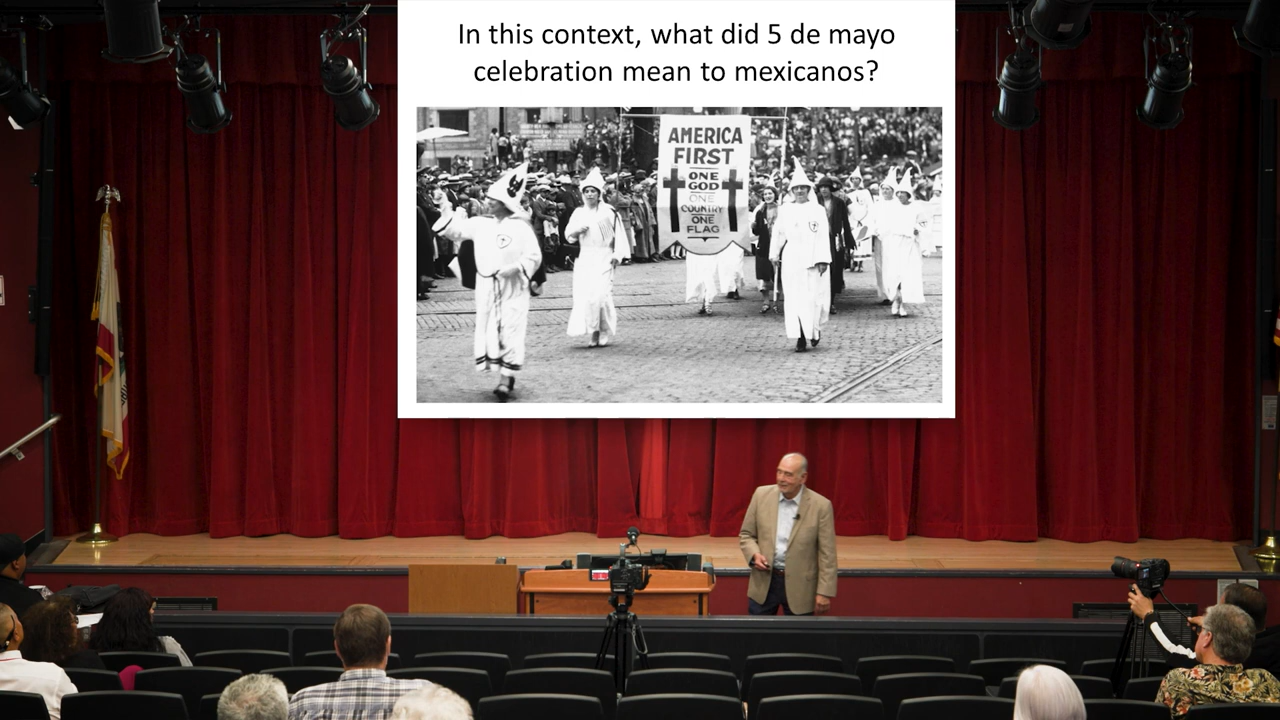 In this context, what did 5 de mayo
celebration mean to mexicanos?
AMERICA
FIRST
ONE
GOD
ONE
COUNTRY
ONE
FLAG